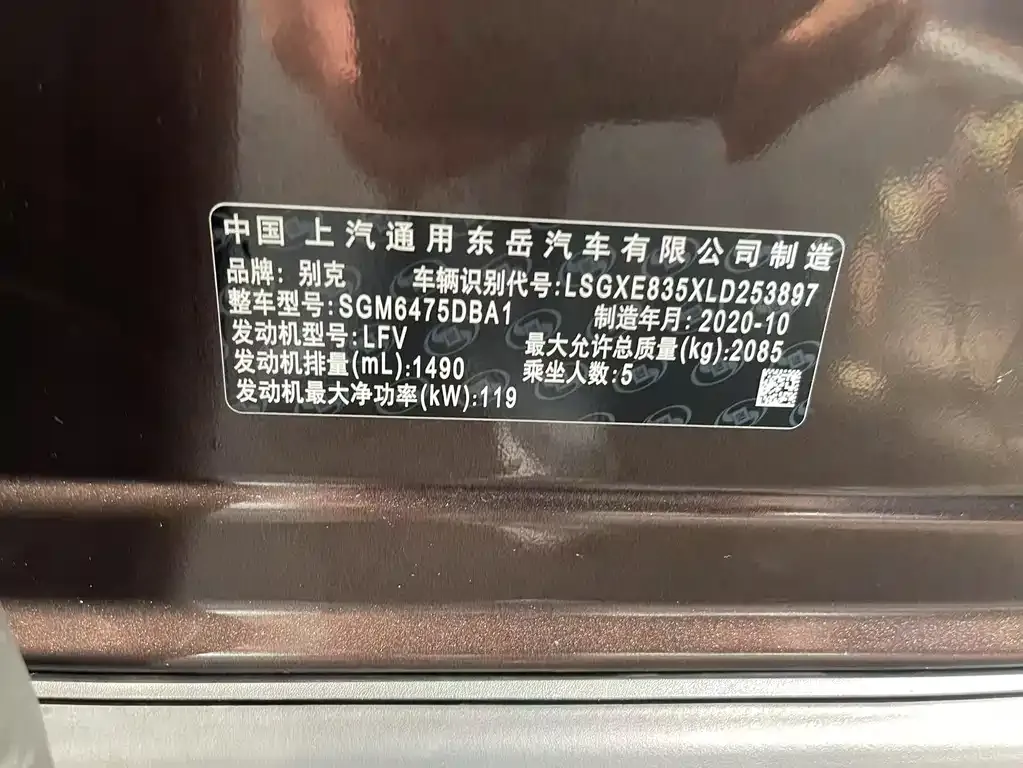 中国 上汽通用东岳汽车有限公司制造
品牌: 别克 车辆识别代号:LSGXE835XLD253897
整车型号:SGM6475DBA1 制造年月: 2020-10
发动机型号:LFV 最大允许总质量(kg):2085
发动机排量(mL):1490 乘坐人数:5
发动机最大净功率(kW):119